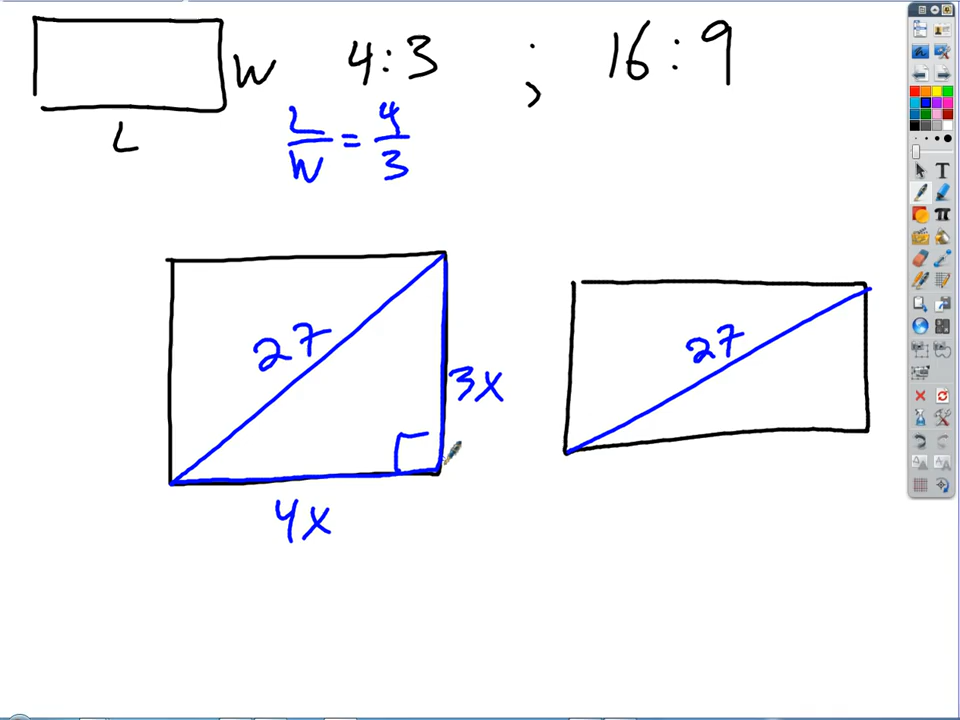 W 4:3 ; 16:9
L
L/W = 4/3
27
3x
4x
27
T
π